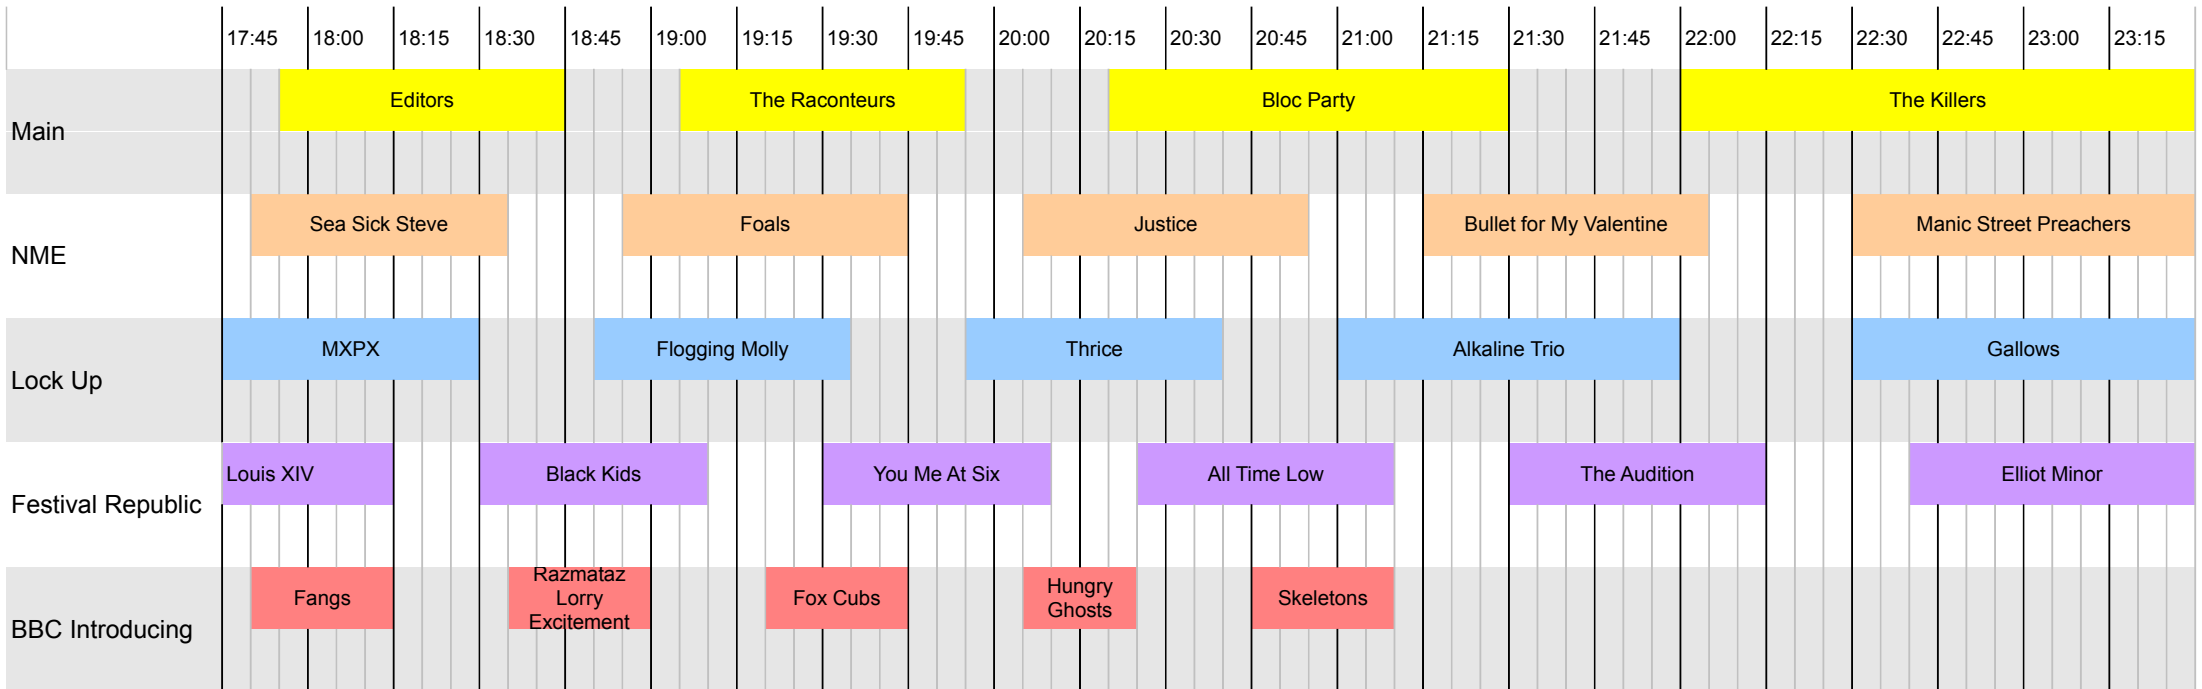 17:45 18:00 18:15 18:30 18:45 19:00 19:15 19:30 19:45 20:00 20:15 20:30 20:45 21:00 21:15 21:30 21:45 22:00 22:15 22:30 22:45 23:00 23:15
Editors The Raconteurs Bloc Party The Killers
Main
Sea Sick Steve Foals Justice Bullet for My Valentine Manic Street Preachers
NME
MXPX Flogging Molly Thrice Alkaline Trio Gallows
Lock Up
Louis XIV Black Kids You Me At Six All Time Low The Audition Elliot Minor
Festival Republic
Fangs
Razmataz
Lorry
Excitement
Fox Cubs
Hungry
Ghosts
Skeletons
BBC Introducing